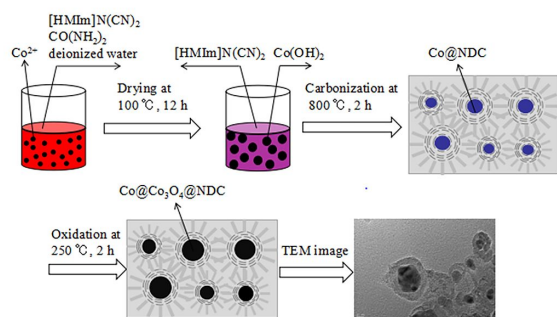 [HMIm]N(CN)₂
CO(NH₂)₂
Co²⁺ deionized water
Drying at
100 ℃, 12 h
[HMIm]N(CN)₂ Co(OH)₂
Carbonization at
800 ℃, 2 h
Co@NDC
Oxidation at
250 ℃, 2 h
Co@Co₃O₄@NDC
TEM image